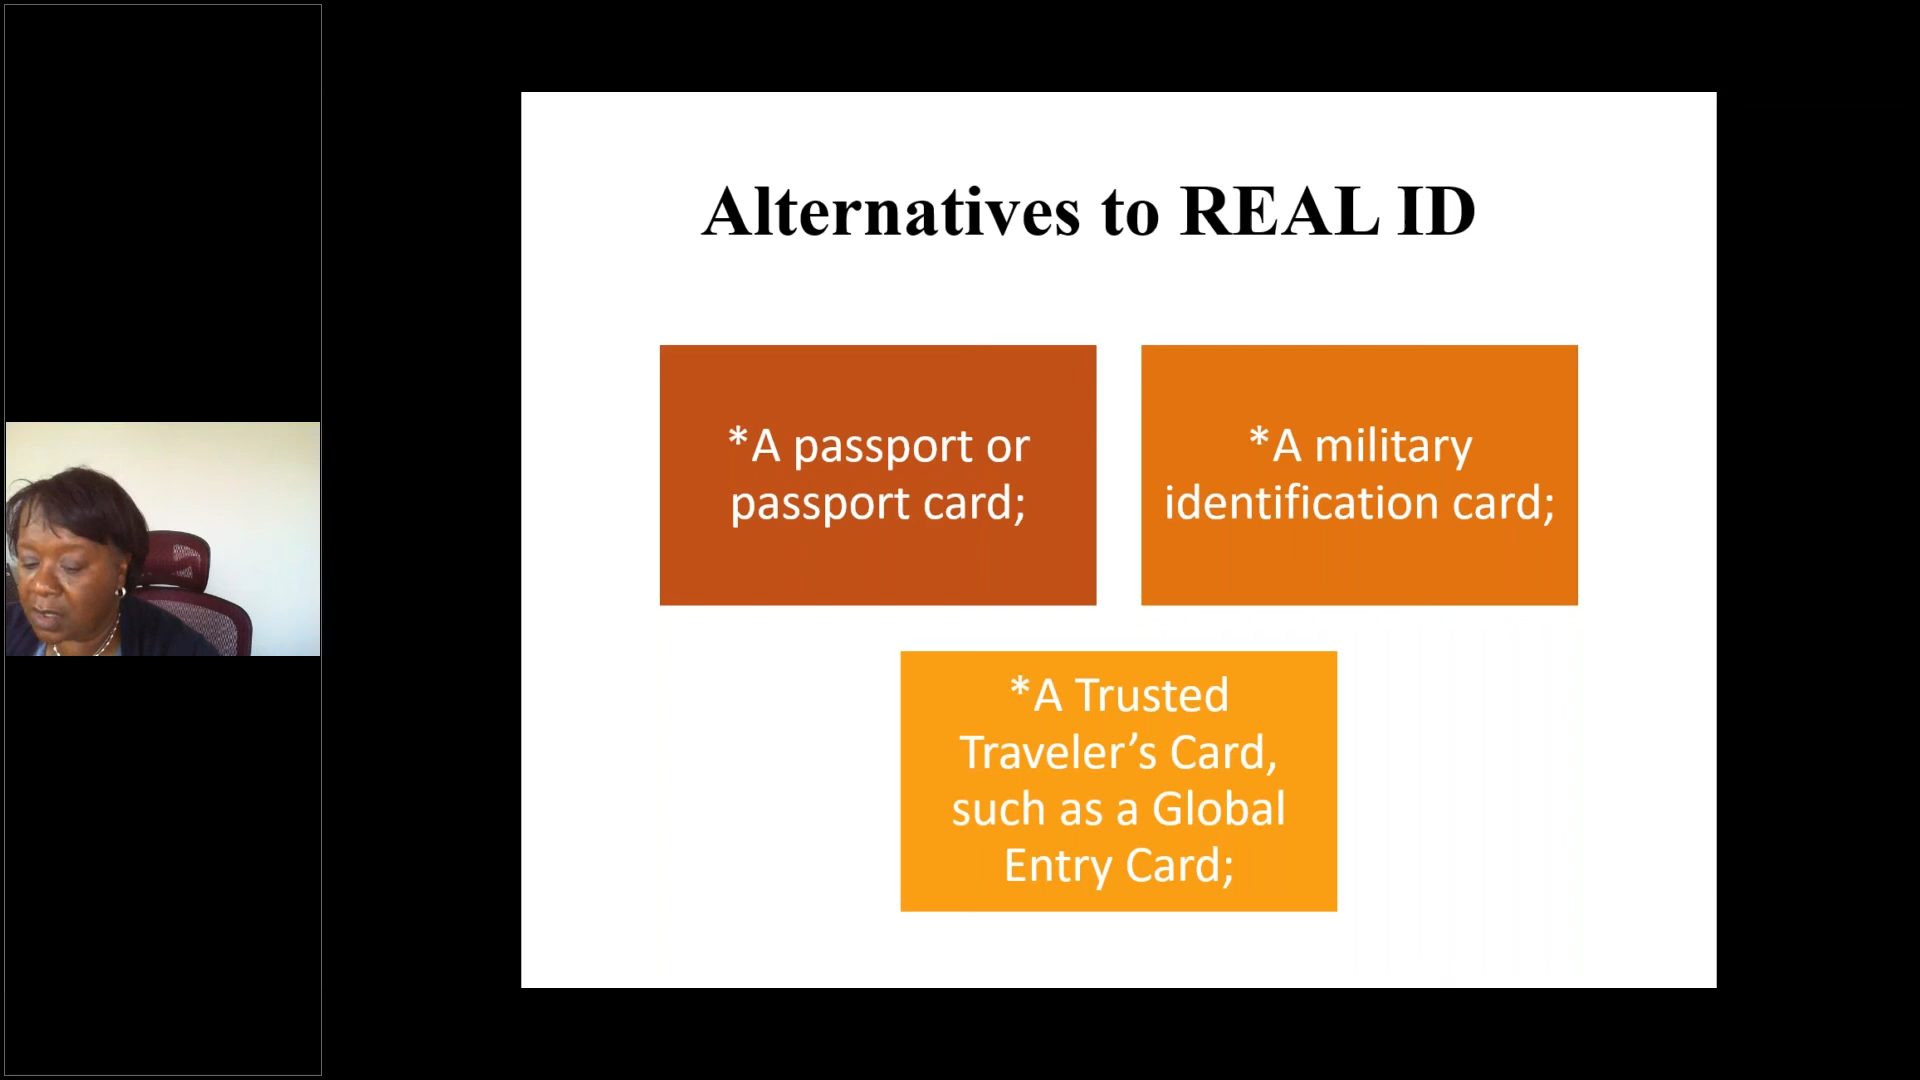 Alternatives to REAL ID
*A passport or
passport card;
*A military
identification card;
*A Trusted
Traveler’s Card,
such as a Global
Entry Card;